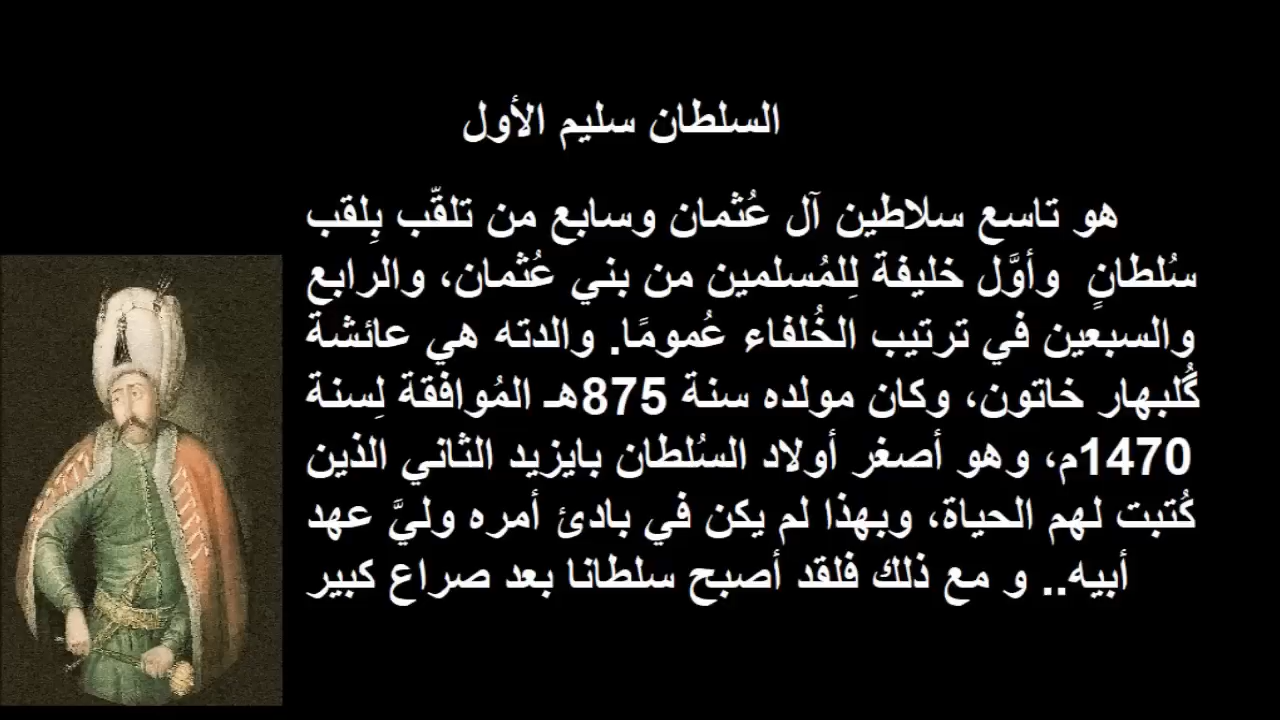 السلطان سليم الأول
هو تاسع سلاطين آل عُثمان وسابع من تلقّب بِلقب
سُلطانٍ وأوَّل خليفة لِلمُسلمين من بني عُثمان، والرابع
والسبعين في ترتيب الخُلفاء عُمومًا. والدته هي عائشة
گُلبهار خاتون، وكان مولده سنة 875هـ المُوافقة لِسنة
1470م، وهو أصغر أولاد السُلطان بايزيد الثاني الذين
كُتبت لهم الحياة، وبهذا لم يكن في بادئ أمره وليَّ عهد
أبيه.. و مع ذلك فلقد أصبح سلطانا بعد صراع كبير